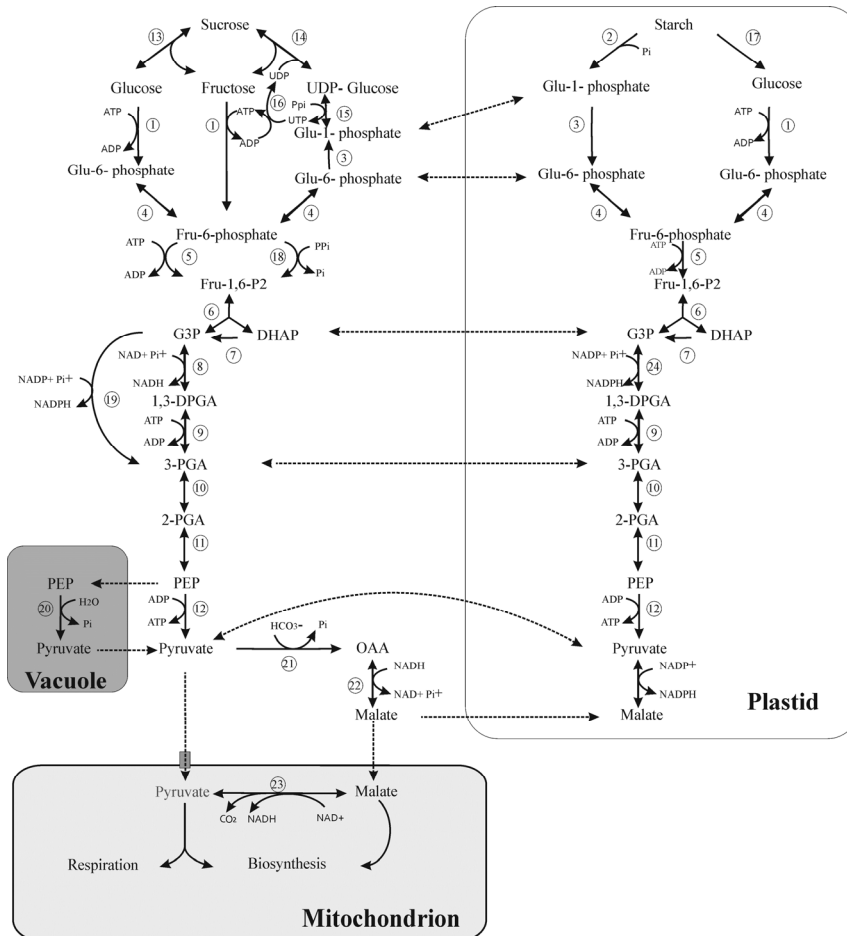 Sucrose
13
14
Glucose
Fructose
UDP
UDP- Glucose
ATP
ADP
1
1
ATP
ADP
16
Ppi
UTP
15
Glu-1- phosphate
3
Glu-6- phosphate
Glu-6- phosphate
4
4
Fru-6-phosphate
ATP
ADP
5
18
PPi
Pi
Fru-1,6-P2
6
G3P
DHAP
7
NAD+ Pi+
NADH
8
NADP+ Pi+
NADPH
19
1,3-DPGA
ATP
ADP
9
3-PGA
10
2-PGA
11
PEP
ADP
ATP
12
Pyruvate
PEP
20
H2O
Pi
Pyruvate
Vacuole
HCO3-
Pi
21
OAA
22
NADH
NAD+ Pi+
Malate
Starch
2
Pi
17
Glu-1- phosphate
Glucose
3
ATP
ADP
1
Glu-6- phosphate
Glu-6- phosphate
4
4
Fru-6-phosphate
ATP
ADP
5
Fru-1,6-P2
6
G3P
DHAP
7
NADP+ Pi+
NADPH
24
1,3-DPGA
ATP
ADP
9
3-PGA
10
2-PGA
11
PEP
ADP
ATP
12
Pyruvate
NADP+
NADPH
Malate
Plastid
Pyruvate
23
Malate
CO2
NADH
NAD+
Respiration
Biosynthesis
Mitochondrion